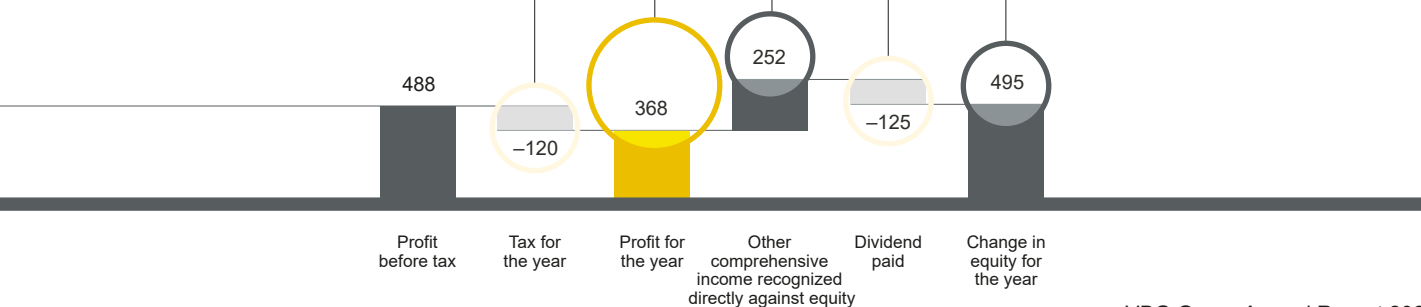 488
–120
368
252
–125
495
Profit
before tax
Tax for
the year
Profit for
the year
Other
comprehensive
income recognized
directly against equity
Dividend
paid
Change in
equity for
the year